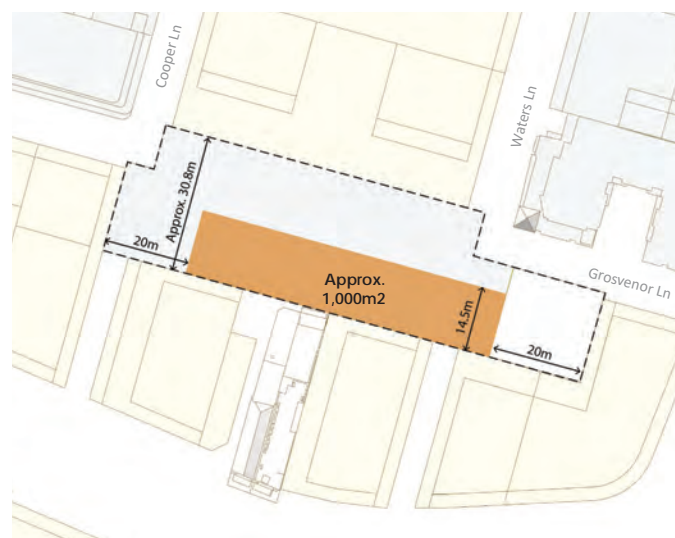 Cooper Ln
Waters Ln
Approx. 30.8m
20m
Approx.
1,000m2
14.5m
20m
Grosvenor Ln